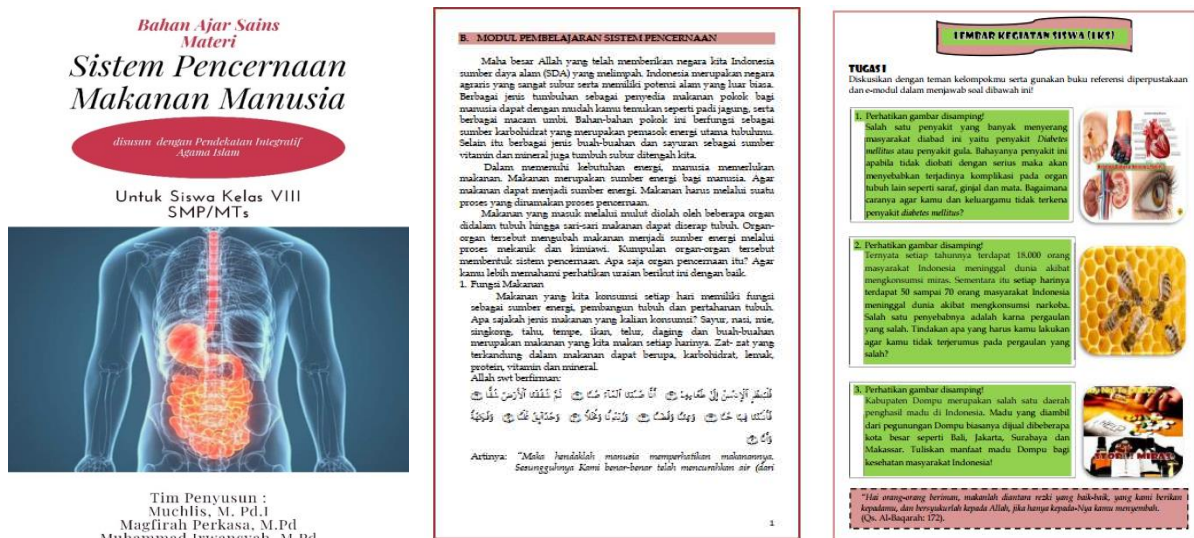 Bahan Ajar Sains
Materi
Sistem Pencernaan
Makanan Manusia
disusun dengan Pendekatan Integratif
Agama Islam
Untuk Siswa Kelas VIII
SMP/MTs
Tim Penyusun :
Muchlis, M. Pd.I
Magfirah Perkasa, M.Pd
Muhammad Irwansyah, M.Pd
B. MODUL PEMBELAJARAN SISTEM PENCERNAAN
Maha besar Allah yang telah memberikan negara kita Indonesia
sumber daya alam (SDA) yang melimpah. Indonesia merupakan negara
agraris yang sangat subur serta memiliki potensi alam yang luar biasa.
Berbagai jenis tumbuhan sebagai penyedia makanan pokok bagi
manusia dapat dengan mudah kamu temukan seperti padi jagung, serta
berbagai macam umbi. Bahan-bahan pokok ini berfungsi sebagai
sumber karbohidrat yang merupakan pemasok energi utama tubuhmu.
Selain itu berbagai jenis buah-buahan dan sayuran sebagai sumber
vitamin dan mineral juga tumbuh subur ditengah kita.
Dalam memenuhi kebutuhan energi, manusia memerlukan
makanan. Makanan merupakan sumber energi bagi manusia. Agar
makanan dapat menjadi sumber energi. Makanan harus melalui suatu
proses yang dinamakan proses pencernaan.
Makanan yang masuk melalui mulut diolah oleh beberapa organ
didalam tubuh hingga sari-sari makanan dapat diserap tubuh. Organ-
organ tersebut mengubah makanan menjadi sumber energi melalui
proses mekanik dan kimiawi. Kumpulan organ-organ tersebut
membentuk sistem pencernaan. Apa saja organ pencernaan itu? Agar
kamu lebih memahami perhatikan uraian berikut ini dengan baik.
1. Fungsi Makanan
Makanan yang kita konsumsi setiap hari memiliki fungsi
sebagai sumber energi, pembangun tubuh dan pertahanan tubuh.
Apa sajakah jenis makanan yang kalian konsumsi? Sayur, nasi, mie,
singkong, tahu, tempe, ikan, telur, daging dan buah-buahan
merupakan makanan yang kita makan setiap harinya. Zat- zat yang
terkandung dalam makanan dapat berupa, karbohidrat, lemak,
protein, vitamin dan mineral.
Allah swt berfirman:
فَلْيَنظُرِ ٱلْإِنسَٰنُ إِلَىٰ طَعَامِهِۦ أَنَّا صَبَبْنَا ٱلْمَآءَ صَبًّا ثُمَّ شَقَقْنَا ٱلْأَرْضَ شَقًّا
فَأَنۢبَتْنَا فِيهَا حَبًّا وَعِنَبًا وَقَضْبًا وَزَيْتُونًا وَنَخْلًا وَحَدَآئِقَ غُلْبًا وَفَٰكِهَةً
وَأَبًّا
Artinya: "Maka hendaklah manusia memperhatikan makanannya,
Sesungguhnya Kami benar-benar telah mencurahkan air (dari
1
LEMBAR KEGIATAN SISWA (LKS)
TUGAS I
Diskusikan dengan teman kelompokmu serta gunakan buku referensi diperpustakaan
dan e-modul dalam menjawab soal dibawah ini!
1. Perhatikan gambar disamping!
Salah satu penyakit yang banyak menyerang
masyarakat diabad ini yaitu penyakit Diabetes
mellitus atau penyakit gula. Bahayanya penyakit ini
apabila tidak diobati dengan serius maka akan
menyebabkan terjadinya komplikasi pada organ
tubuh lain seperti saraf, ginjal dan mata. Bagaimana
caranya agar kamu dan keluargamu tidak terkena
penyakit diabetes mellitus?
2. Perhatikan gambar disamping!
Ternyata setiap tahunnya terdapat 18.000 orang
masyarakat Indonesia meninggal dunia akibat
mengkonsumsi miras. Sementara itu setiap harinya
terdapat 50 sampai 70 orang masyarakat Indonesia
meninggal dunia akibat mengkonsumsi narkoba.
Salah satu penyebabnya adalah karna pergaulan
yang salah. Tindakan apa yang harus kamu lakukan
agar kamu tidak terjerumus pada pergaulan yang
salah?
3. Perhatikan gambar disamping!
Kabupaten Dompu merupakan salah satu daerah
penghasil madu di Indonesia. Madu yang diambil
dari pegunungan Dompu biasanya dijual dibeberapa
kota besar seperti Bali, Jakarta, Surabaya dan
Makassar. Tuliskan manfaat madu Dompu bagi
kesehatan masyarakat Indonesia!
HELP
"Hai orang-orang beriman, makanlah diantara rezki yang baik-baik, yang kami berikan
kepadamu, dan bersyukurlah kepada Allah, jika hanya kepada-Nya kamu menyembah.
(Qs. Al-Baqarah: 172).